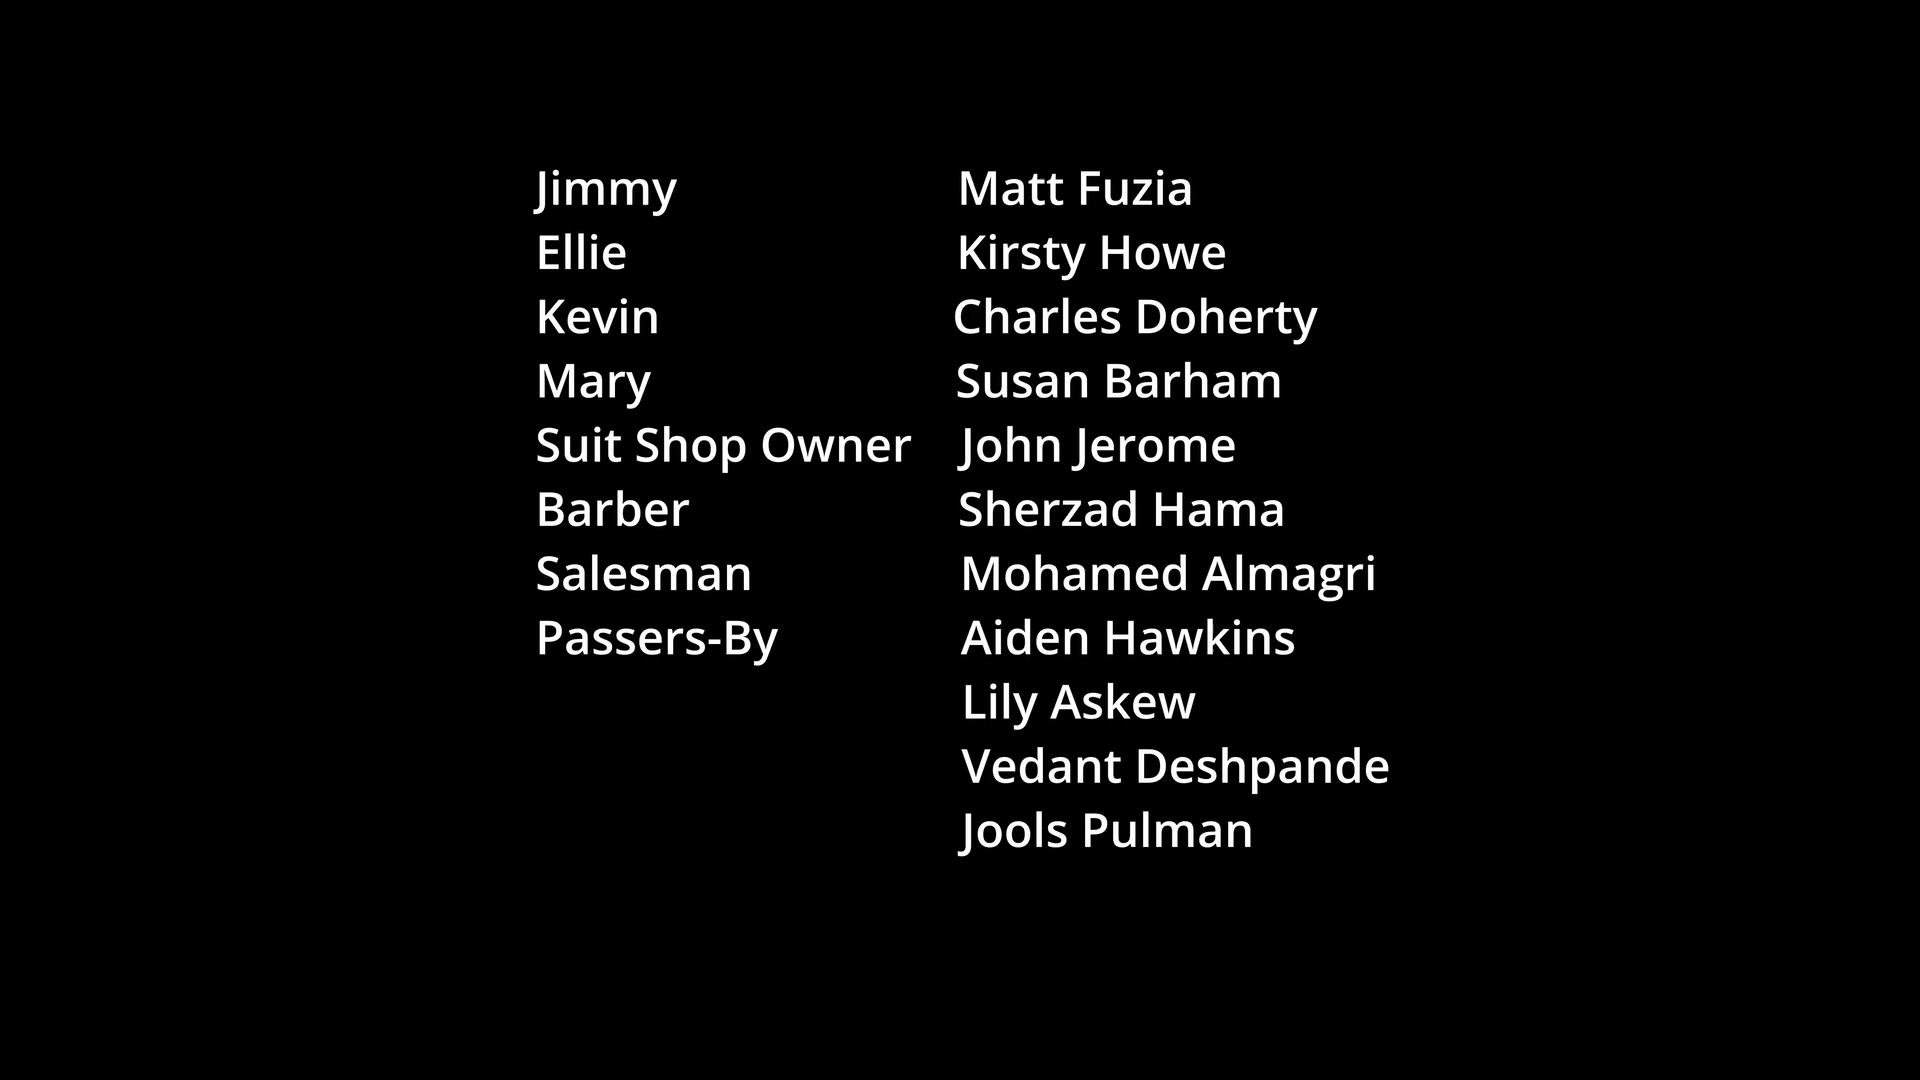 Jimmy Matt Fuzia
Ellie Kirsty Howe
Kevin Charles Doherty
Mary Susan Barham
Suit Shop Owner John Jerome
Barber Sherzad Hama
Salesman Mohamed Almagri
Passers-By Aiden Hawkins
Lily Askew
Vedant Deshpande
Jools Pulman